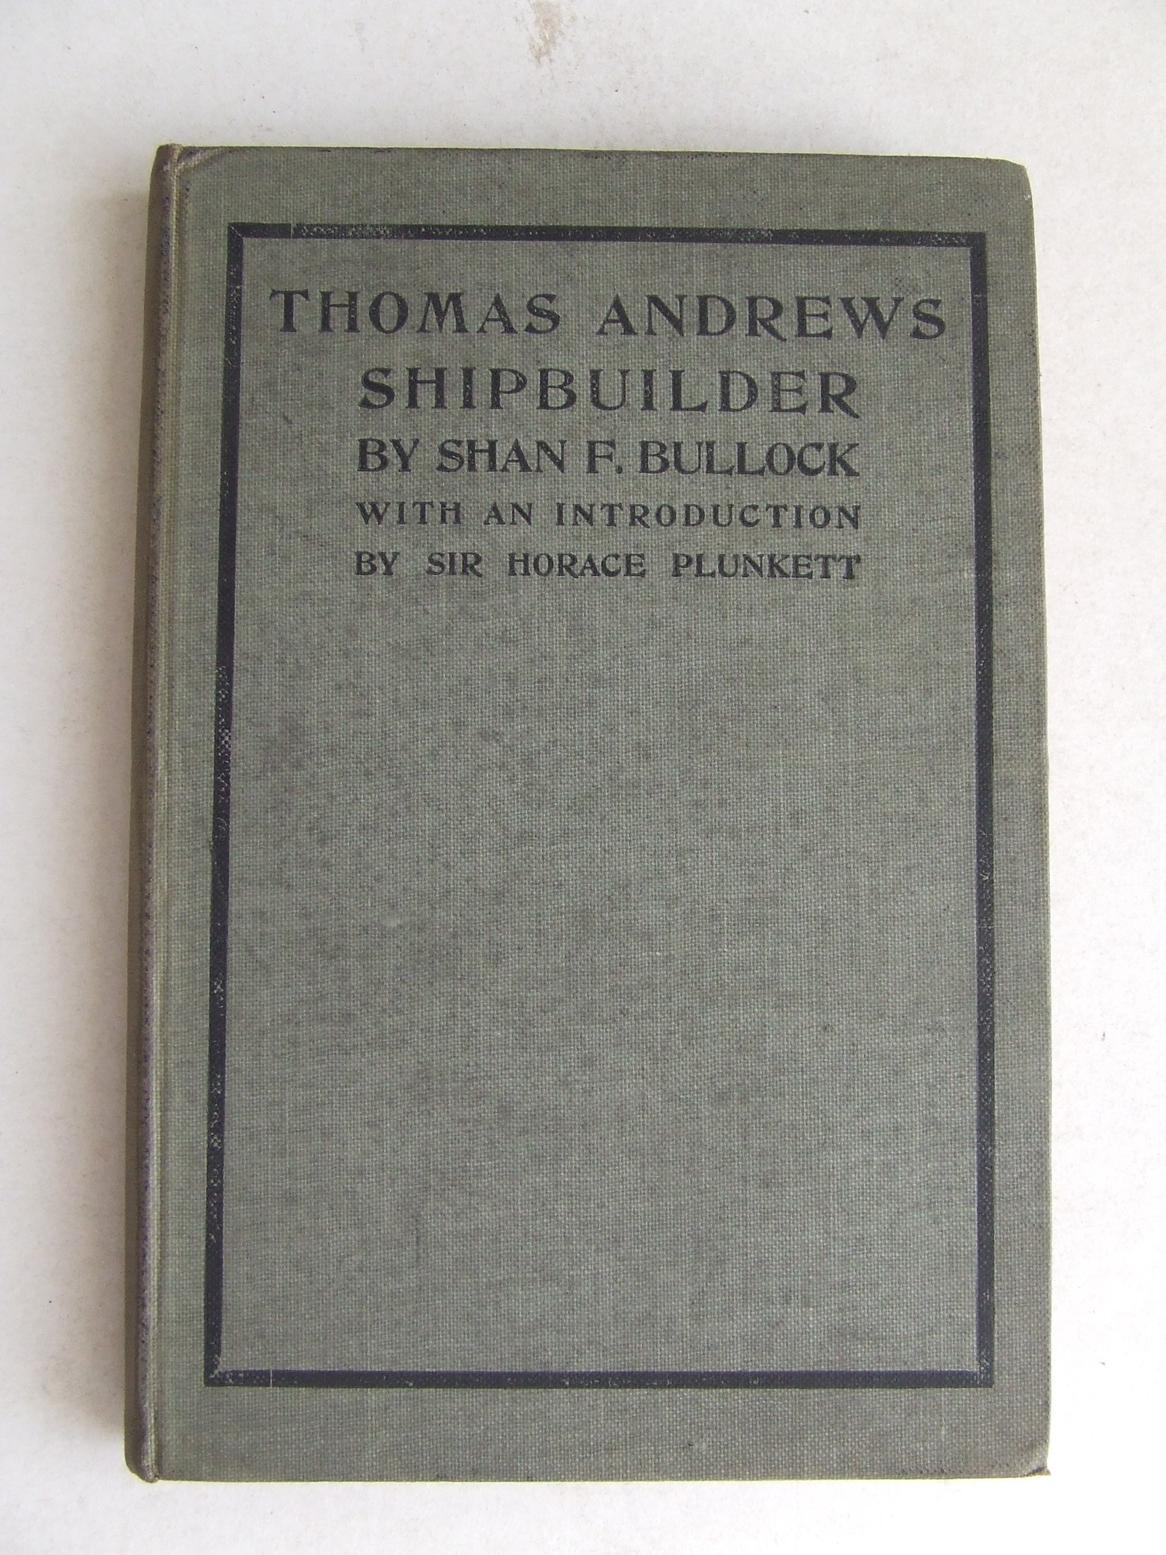 THOMAS ANDREWS
SHIPBUILDER
BY SHAN F. BULLOCK
WITH AN INTRODUCTION
BY SIR HORACE PLUNKETT